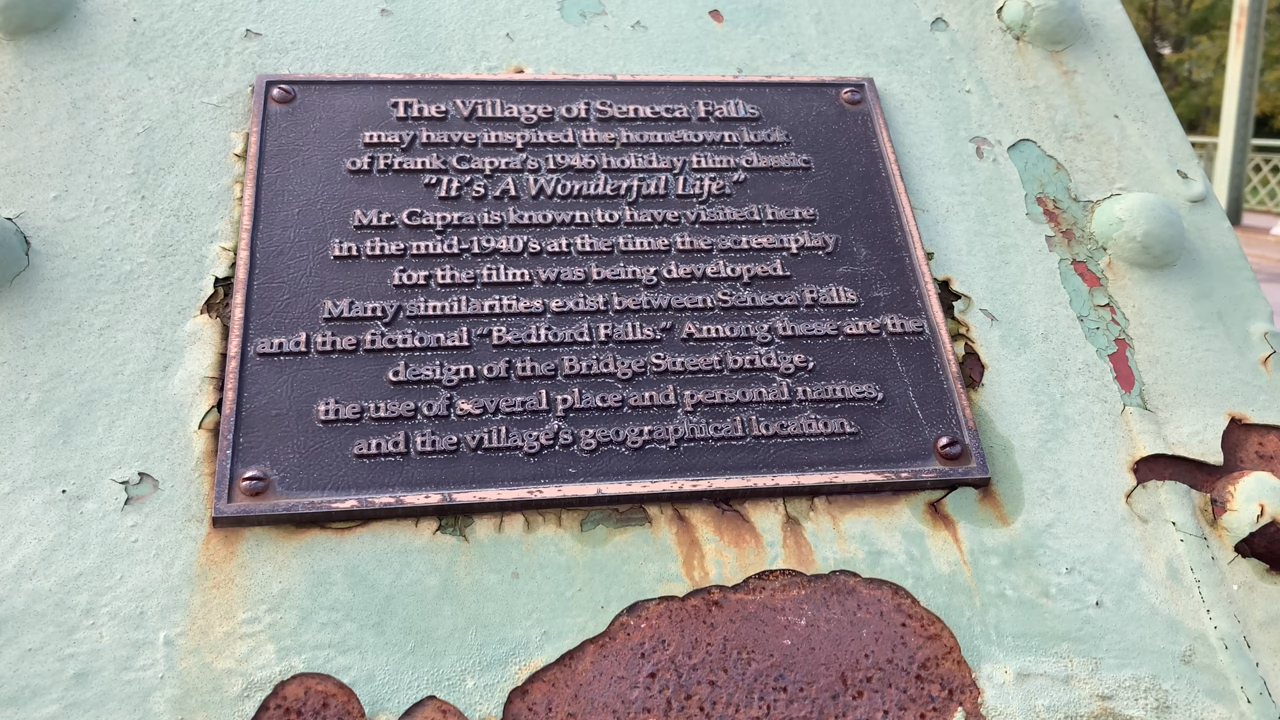 The Village of Seneca Falls
may have inspired the hometown look
of Frank Capra's 1946 holiday film classic
"It's A Wonderful Life."
Mr. Capra is known to have visited here
in the mid-1940's at the time the screenplay
for the film was being developed.
Many similarities exist between Seneca Falls
and the fictional "Bedford Falls." Among these are the
design of the Bridge Street bridge,
the use of several place and personal names,
and the village's geographical location.